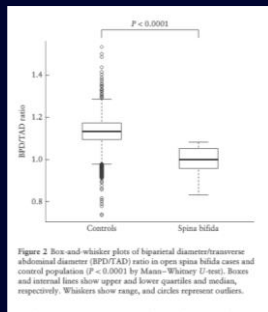 P < 0.0001
1.4
1.2
1.0
0.8
BPD/TAD ratio
Controls
Spina bifida
Figure 2 Box-and-whisker plots of biparietal diameter/transverse
abdominal diameter (BPD/TAD) ratio in open spina bifida cases and
control population (P < 0.0001 by Mann–Whitney U-test). Boxes
and internal lines show upper and lower quartiles and median,
respectively. Whiskers show range, and circles represent outliers.